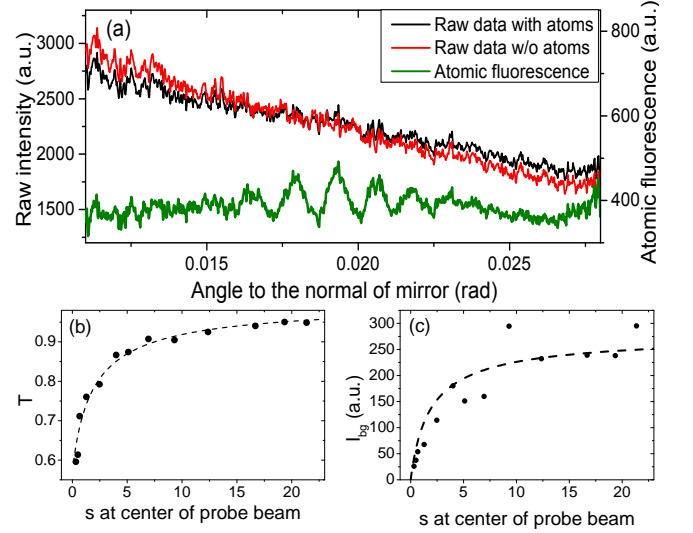 (a)
Raw data with atoms
Raw data w/o atoms
Atomic fluorescence
Raw intensity (a.u.)
3000
2500
2000
1500
800
600
400
Atomic fluorescence (a.u.)
0.015
0.020
0.025
Angle to the normal of mirror (rad)
(b)
T
0.9
0.8
0.7
0.6
0
5
10
15
20
s at center of probe beam
(c)
I_bg (a.u.)
300
250
200
150
100
50
0
0
5
10
15
20
s at center of probe beam